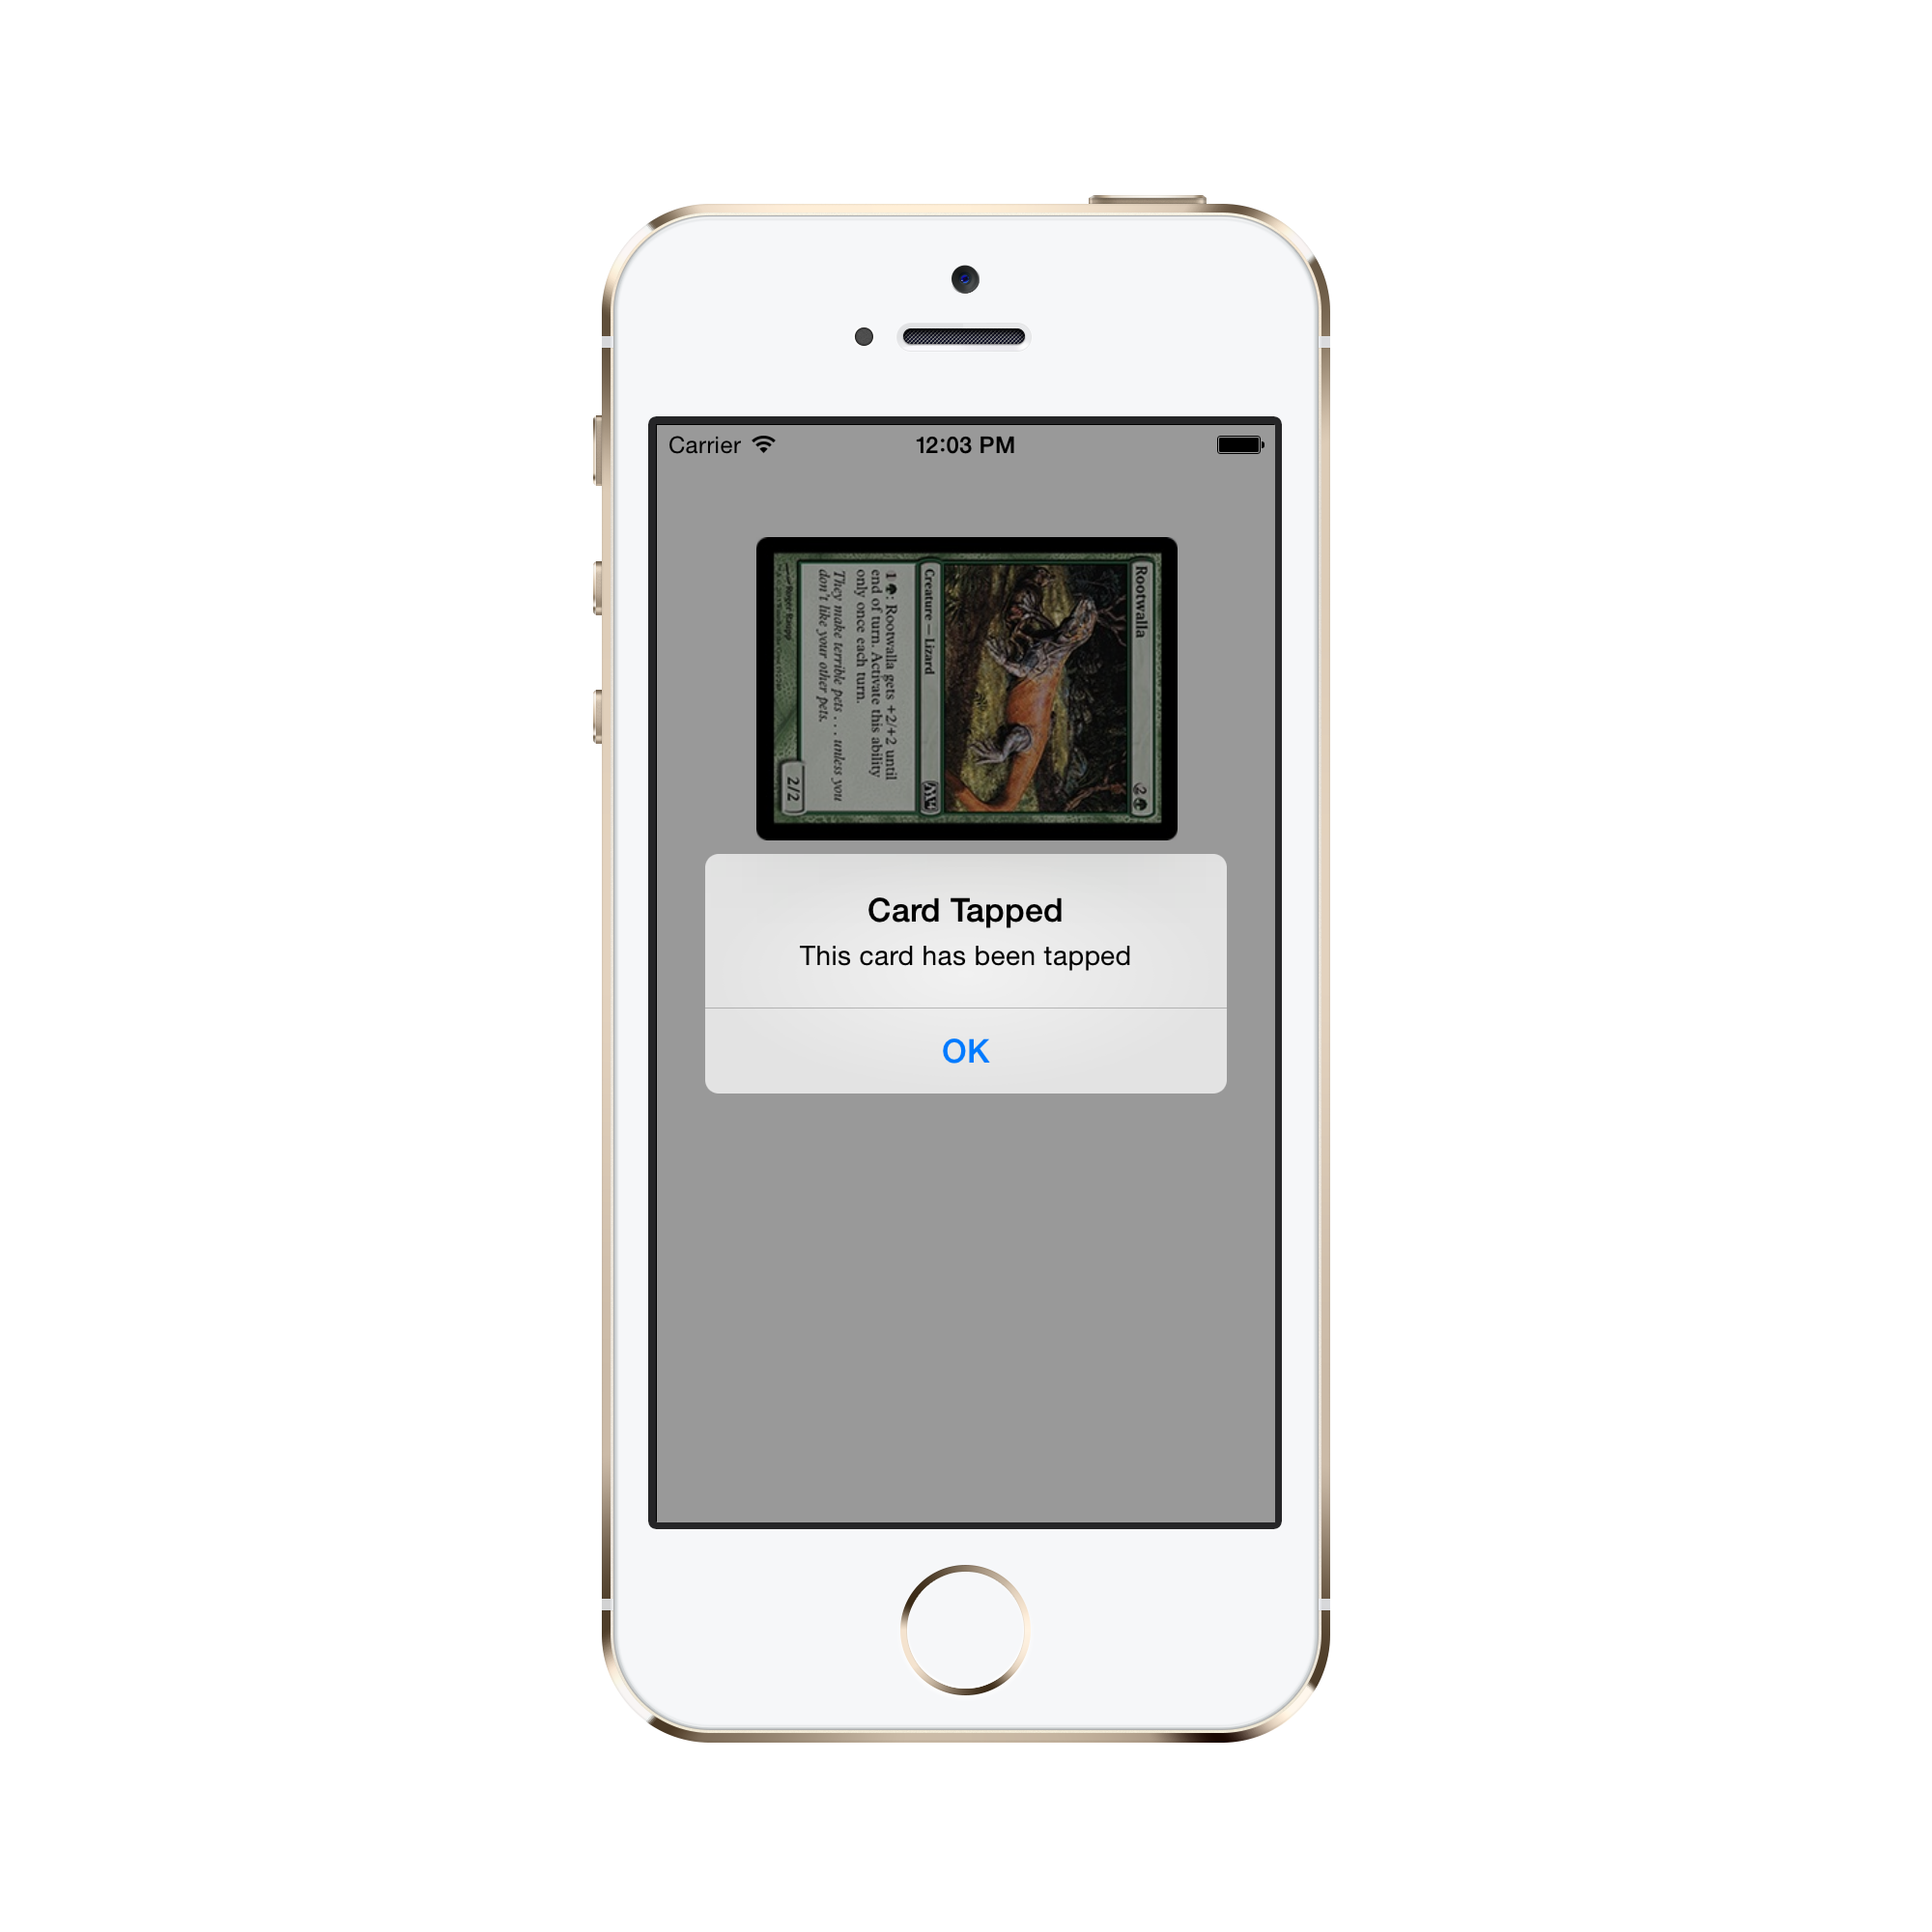 Carrier
12:03 PM
Rootwalla
2
Creature — Lizard
1 : Rootwalla gets +2/+2 until
end of turn. Activate this ability
only once each turn.
They make terrible pets . . . unless you
don't like your other pets.
2/2
Card Tapped
This card has been tapped
OK